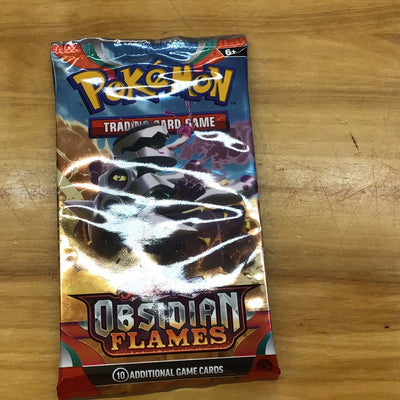 6+
POKéMON
TRADING CARD GAME
OBSIDIAN
FLAMES
10 ADDITIONAL GAME CARDS